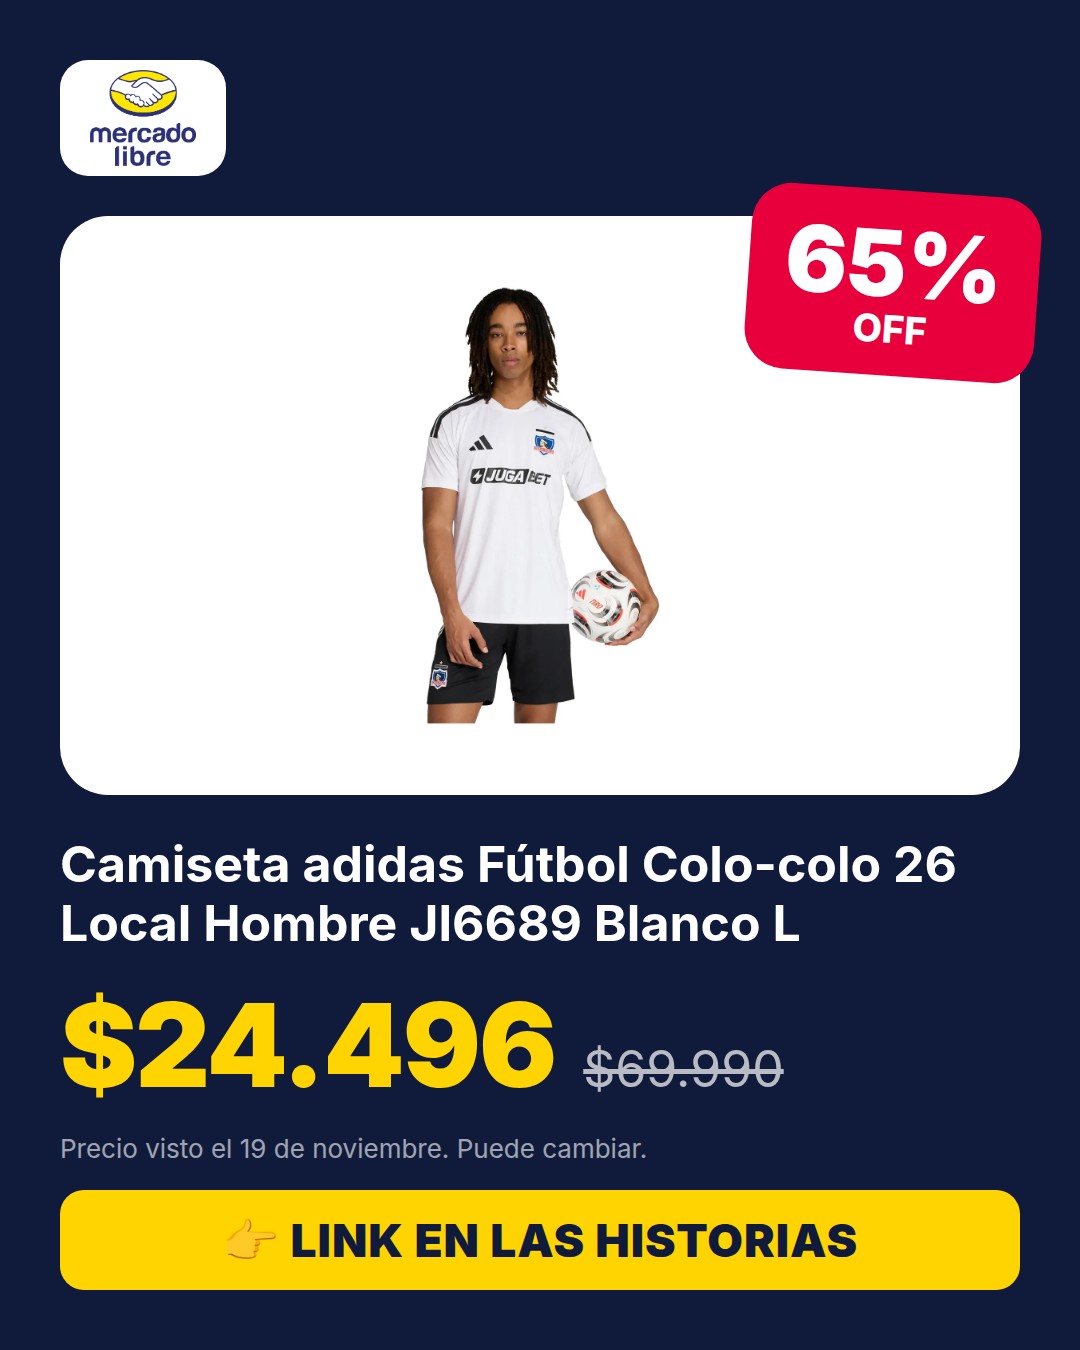 mercado
libre
65%
OFF
JUGABET
Camiseta adidas Fútbol Colo-colo 26
Local Hombre JI6689 Blanco L
$24.496 $69.990
Precio visto el 19 de noviembre. Puede cambiar.
👉 LINK EN LAS HISTORIAS